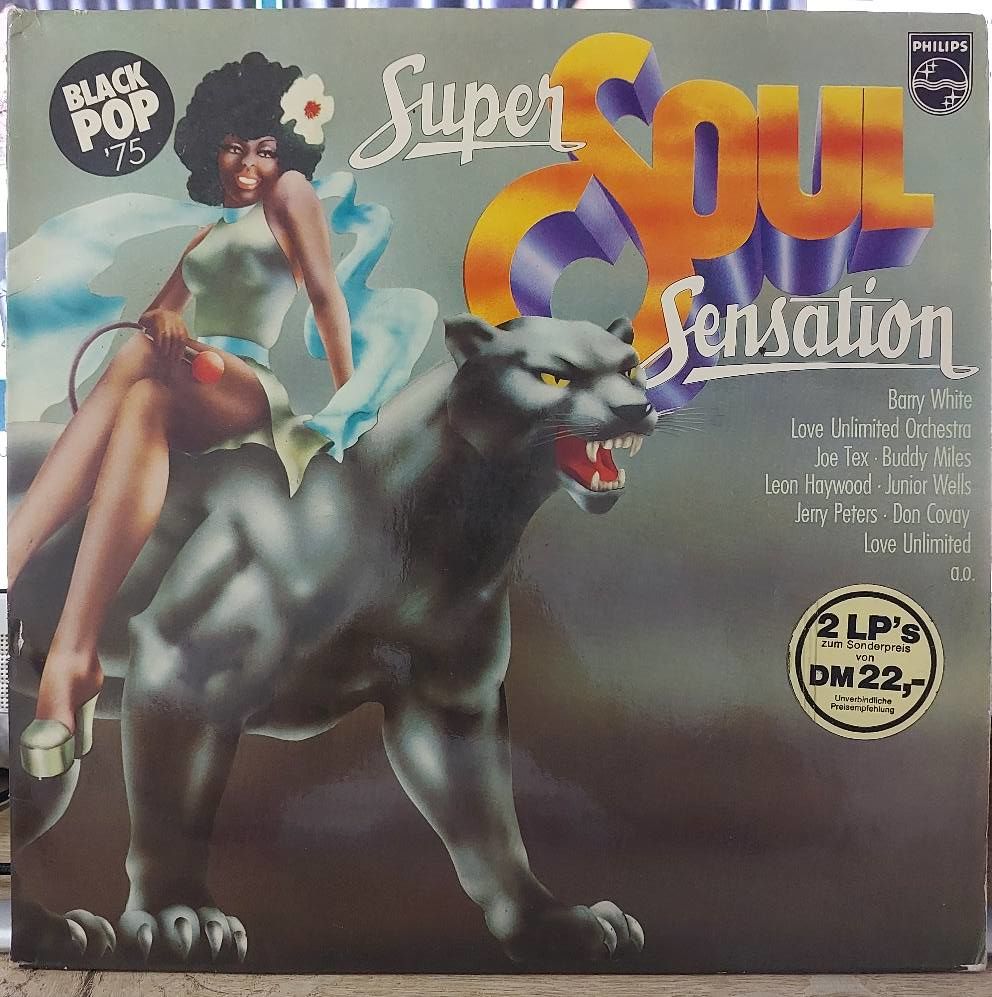 BLACK
POP
'75
Super
SOUL
Sensation
PHILIPS
Barry White
Love Unlimited Orchestra
Joe Tex · Buddy Miles
Leon Haywood · Junior Wells
Jerry Peters · Don Covay
Love Unlimited
a.o.
2 LP's
zum Sonderpreis
von
DM 22,-
Unverbindliche
Preisempfehlung